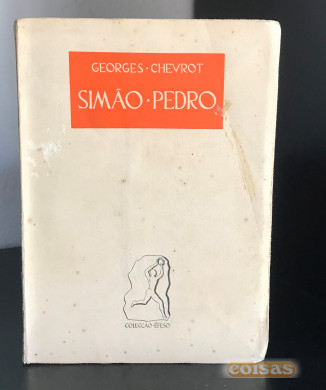 GEORGES · CHEVROT
SIMÃO · PEDRO
COLECÇÃO · ÉFESO
coisas